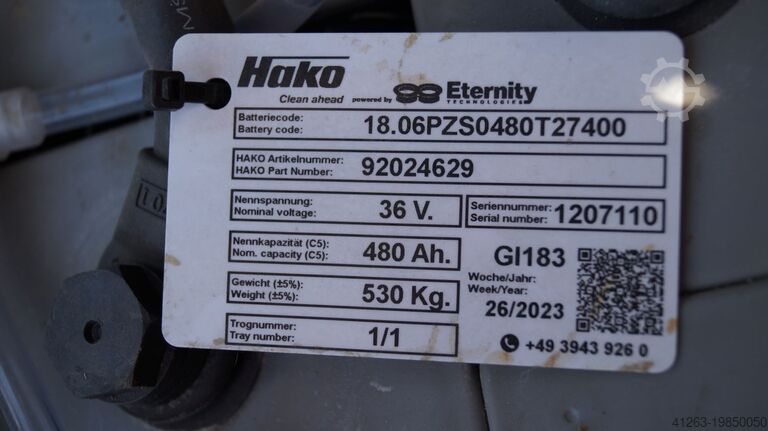 Hako
Clean ahead
powered by Eternity
TECHNOLOGIES
Batteriecode: 18.06PZS0480T27400
Battery code:
HAKO Artikelnummer: 92024629
HAKO Part Number:
Nennspannung: 36 V.
Nominal voltage:
Seriennummer: 1207110
Serial number:
Nennkapazität (C5): 480 Ah.
Nom. capacity (C5):
GI183
Gewicht (±5%): 530 Kg.
Weight (±5%):
Woche/Jahr:
Week/Year:
26/2023
Trognummer: 1/1
Tray number:
+49 3943 926 0
41263-19850050